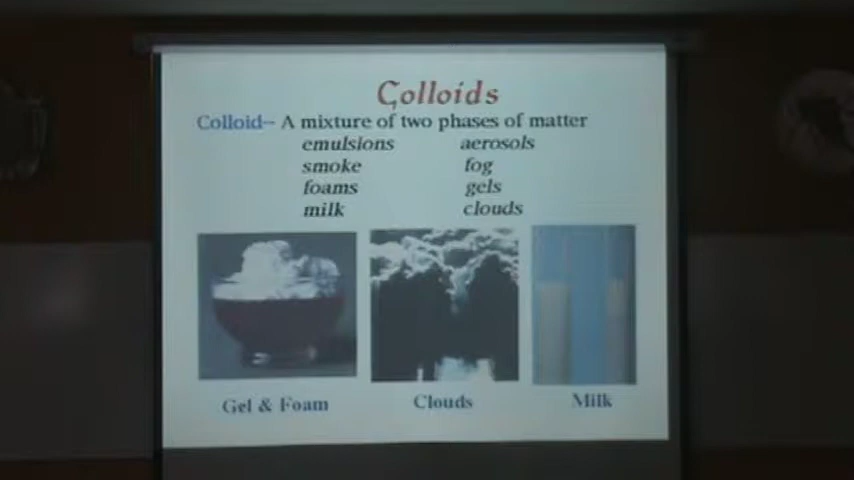 Colloids
Colloid– A mixture of two phases of matter
emulsions aerosols
smoke fog
foams gels
milk clouds
Gel & Foam Clouds Milk